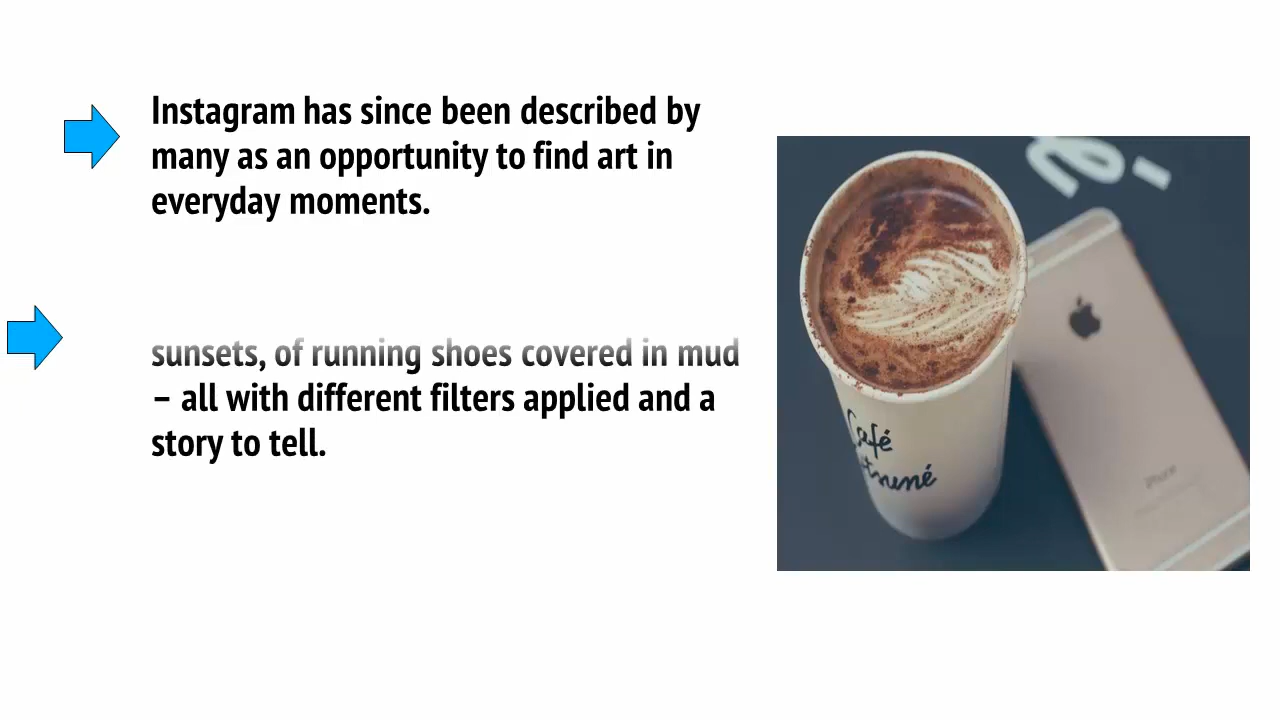 Instagram has since been described by
many as an opportunity to find art in
everyday moments.
sunsets, of running shoes covered in mud
– all with different filters applied and a
story to tell.
Café
iPhone